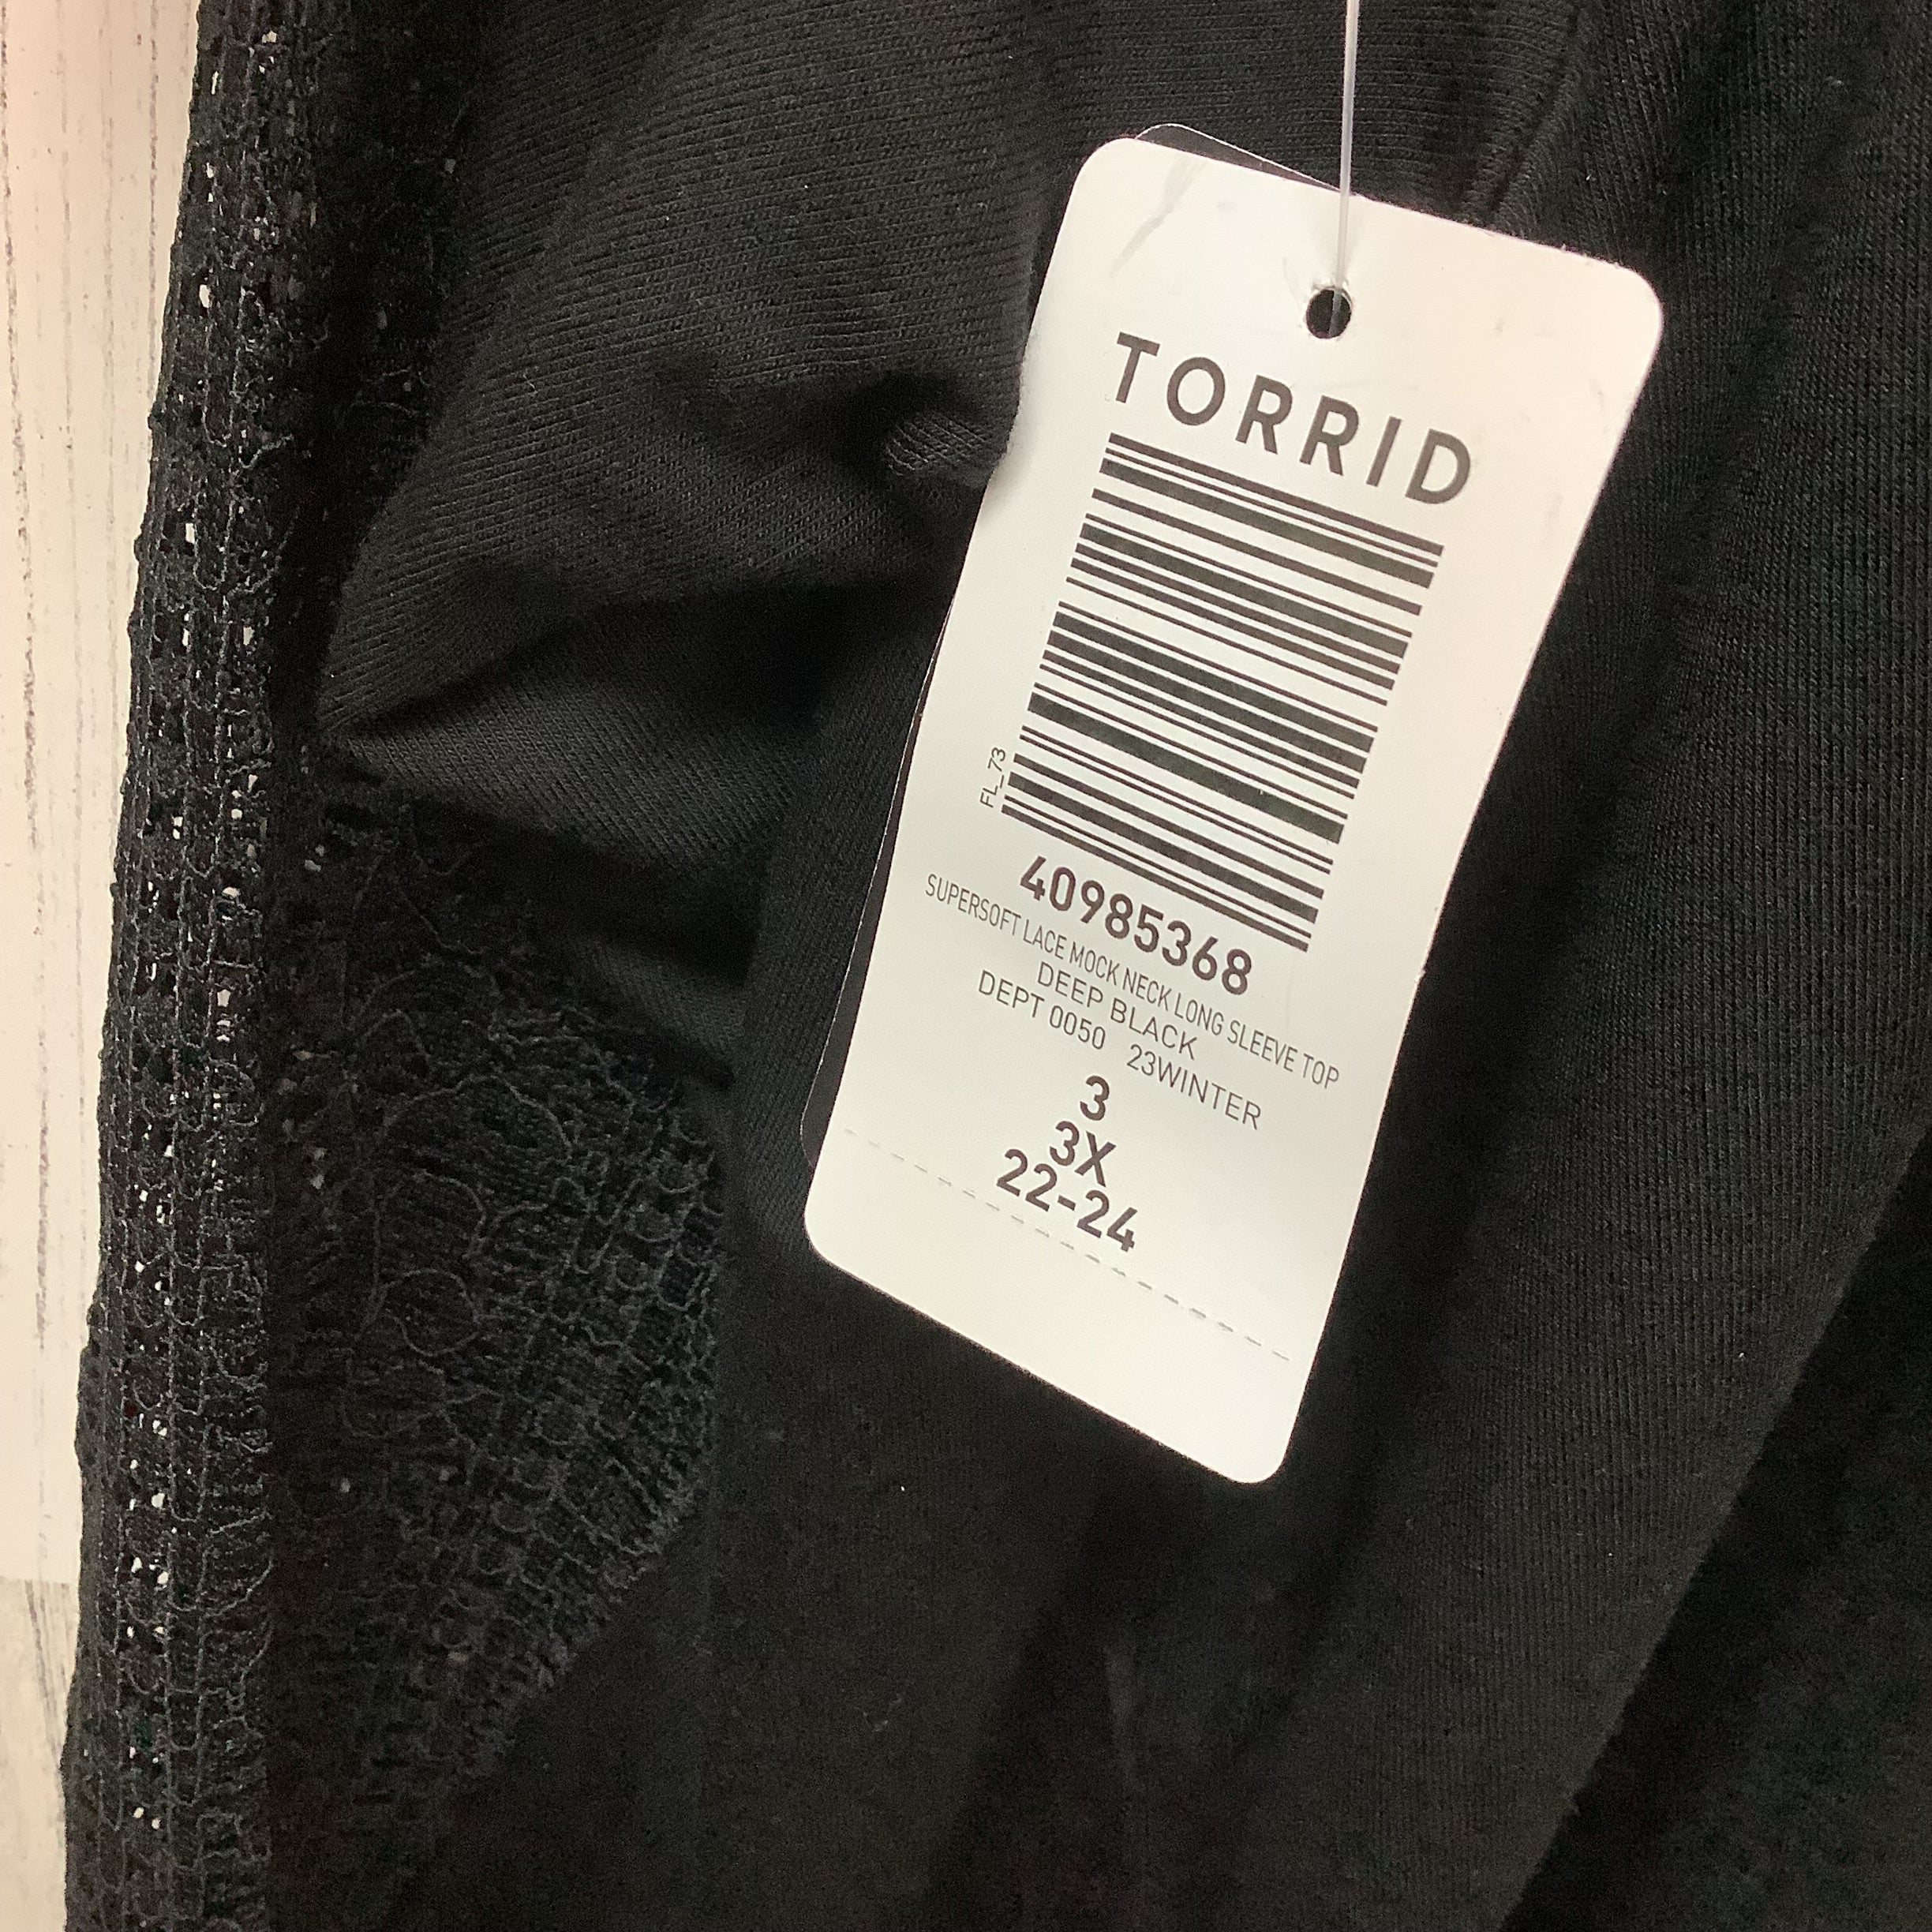 TORRID
FL_73
40985368
SUPERSOFT LACE MOCK NECK LONG SLEEVE TOP
DEEP BLACK
DEPT 0050 23WINTER
3
3X
22-24